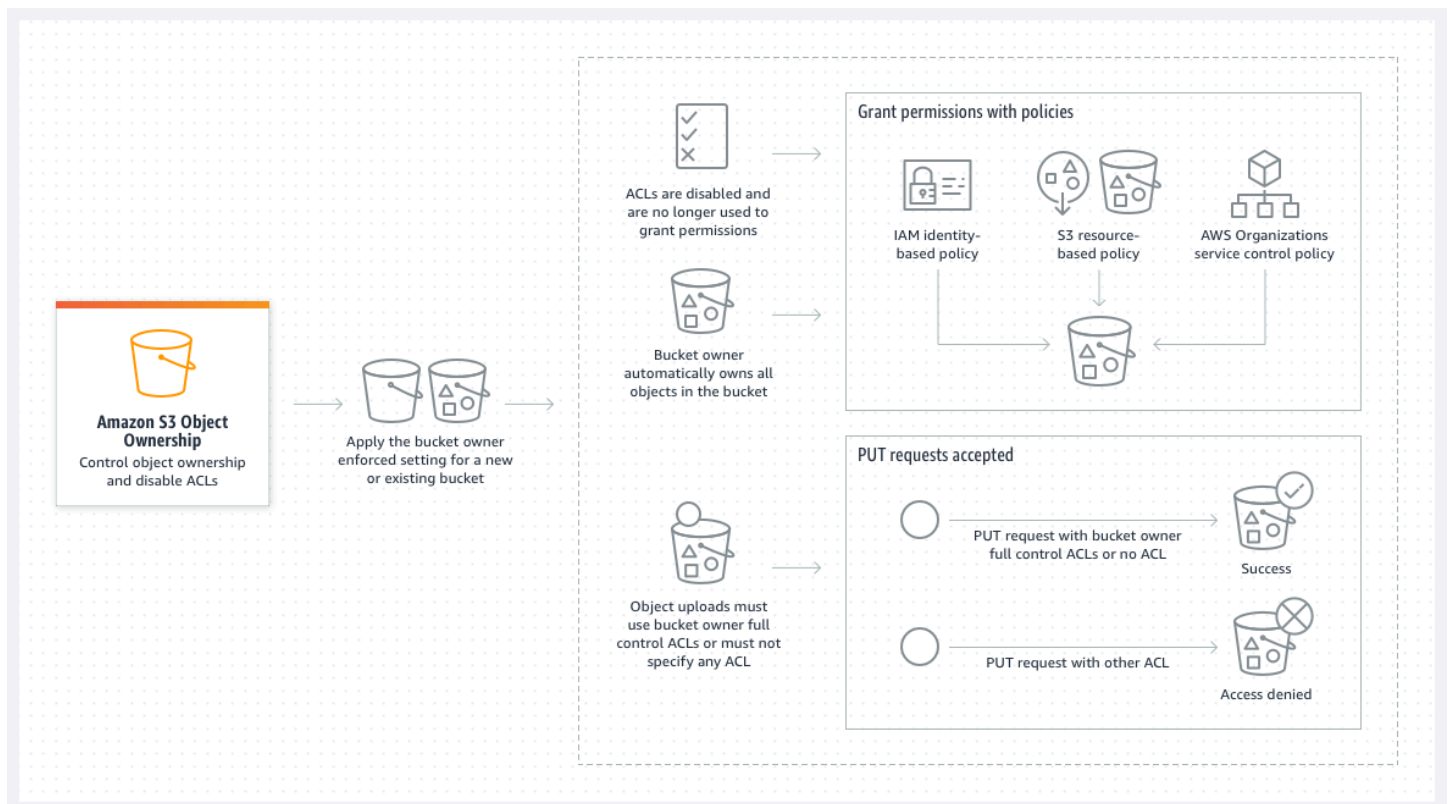 Amazon S3 Object
Ownership
Control object ownership
and disable ACLs
Apply the bucket owner
enforced setting for a new
or existing bucket
ACLs are disabled and
are no longer used to
grant permissions
Bucket owner
automatically owns all
objects in the bucket
Object uploads must
use bucket owner full
control ACLs or must not
specify any ACL
Grant permissions with policies
IAM identity-
based policy
S3 resource-
based policy
AWS Organizations
service control policy
PUT requests accepted
PUT request with bucket owner
full control ACLs or no ACL
Success
PUT request with other ACL
Access denied